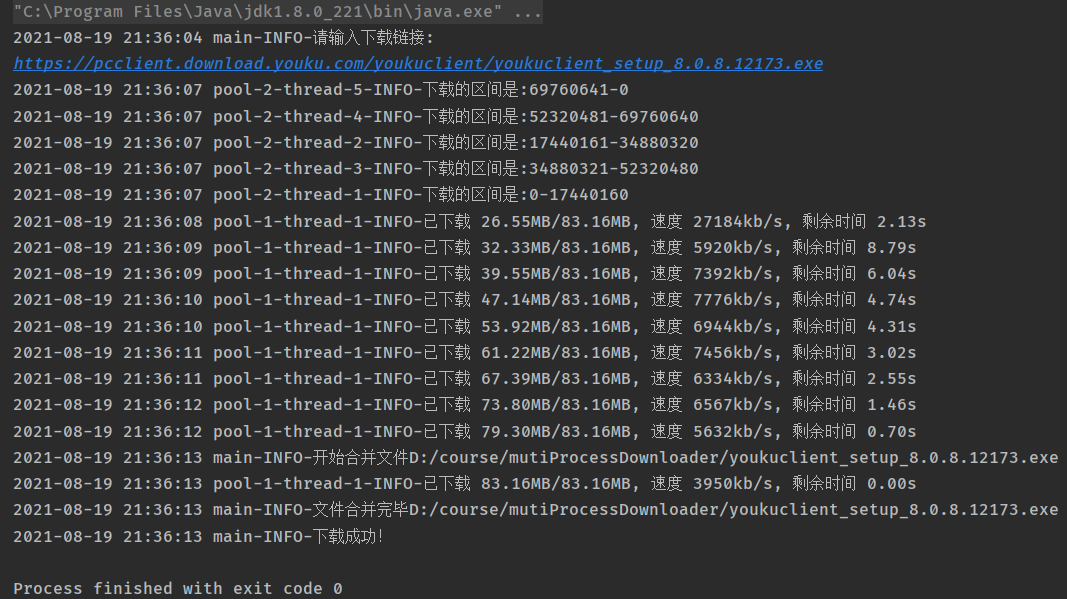 "C:\Program Files\Java\jdk1.8.0_221\bin\java.exe" ...
2021-08-19 21:36:04 main-INFO-请输入下载链接:
https://pcclient.download.youku.com/youkuclient/youkuclient_setup_8.0.8.12173.exe
2021-08-19 21:36:07 pool-2-thread-5-INFO-下载的区间是:69760641-0
2021-08-19 21:36:07 pool-2-thread-4-INFO-下载的区间是:52320481-69760640
2021-08-19 21:36:07 pool-2-thread-2-INFO-下载的区间是:17440161-34880320
2021-08-19 21:36:07 pool-2-thread-3-INFO-下载的区间是:34880321-52320480
2021-08-19 21:36:07 pool-2-thread-1-INFO-下载的区间是:0-17440160
2021-08-19 21:36:08 pool-1-thread-1-INFO-已下载 26.55MB/83.16MB, 速度 27184kb/s, 剩余时间 2.13s
2021-08-19 21:36:09 pool-1-thread-1-INFO-已下载 32.33MB/83.16MB, 速度 5920kb/s, 剩余时间 8.79s
2021-08-19 21:36:09 pool-1-thread-1-INFO-已下载 39.55MB/83.16MB, 速度 7392kb/s, 剩余时间 6.04s
2021-08-19 21:36:10 pool-1-thread-1-INFO-已下载 47.14MB/83.16MB, 速度 7776kb/s, 剩余时间 4.74s
2021-08-19 21:36:10 pool-1-thread-1-INFO-已下载 53.92MB/83.16MB, 速度 6944kb/s, 剩余时间 4.31s
2021-08-19 21:36:11 pool-1-thread-1-INFO-已下载 61.22MB/83.16MB, 速度 7456kb/s, 剩余时间 3.02s
2021-08-19 21:36:11 pool-1-thread-1-INFO-已下载 67.39MB/83.16MB, 速度 6334kb/s, 剩余时间 2.55s
2021-08-19 21:36:12 pool-1-thread-1-INFO-已下载 73.80MB/83.16MB, 速度 6567kb/s, 剩余时间 1.46s
2021-08-19 21:36:12 pool-1-thread-1-INFO-已下载 79.30MB/83.16MB, 速度 5632kb/s, 剩余时间 0.70s
2021-08-19 21:36:13 main-INFO-开始合并文件D:/course/mutiProcessDownloader/youkuclient_setup_8.0.8.12173.exe
2021-08-19 21:36:13 pool-1-thread-1-INFO-已下载 83.16MB/83.16MB, 速度 3950kb/s, 剩余时间 0.00s
2021-08-19 21:36:13 main-INFO-文件合并完毕D:/course/mutiProcessDownloader/youkuclient_setup_8.0.8.12173.exe
2021-08-19 21:36:13 main-INFO-下载成功!
Process finished with exit code 0